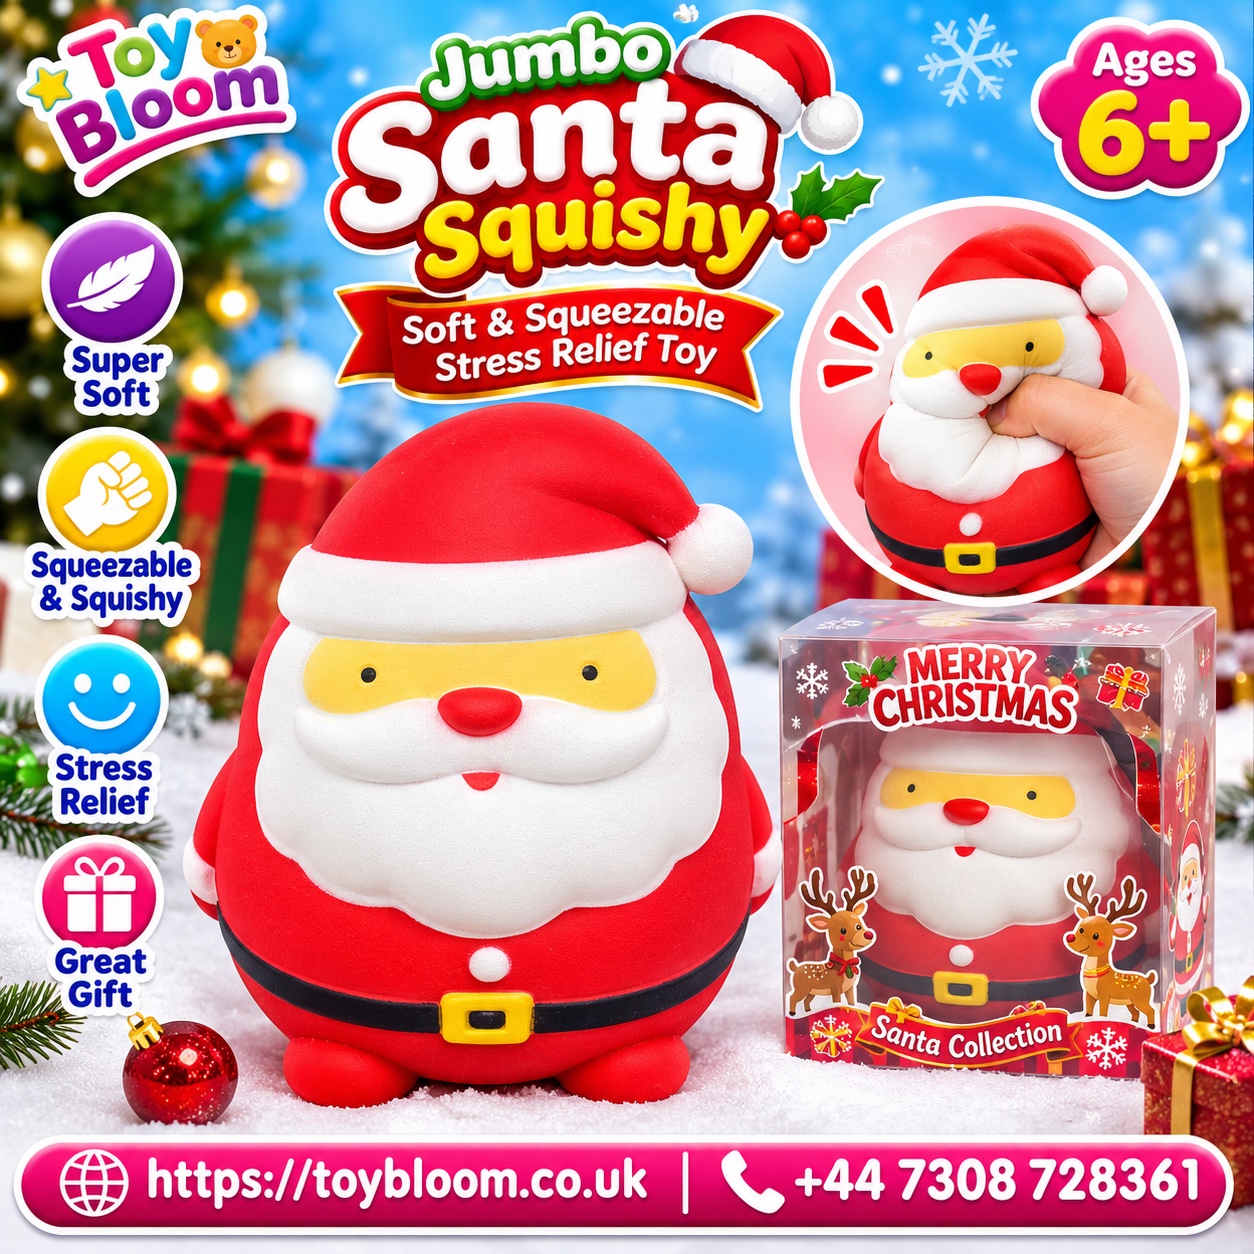 Toy
Bloom
Jumbo
Santa
Squishy
Soft & Squeezable
Stress Relief Toy
Ages
6+
Super
Soft
Squeezable
& Squishy
Stress
Relief
Great
Gift
MERRY
CHRISTMAS
Santa Collection
https://toybloom.co.uk
+44 7308 728361